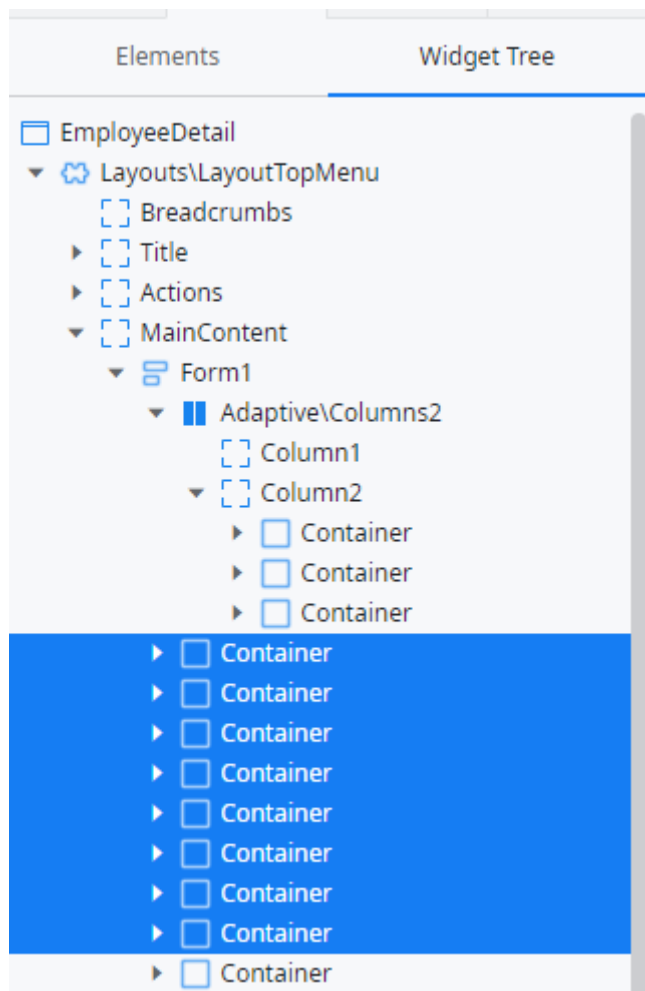 Elements Widget Tree
EmployeeDetail
Layouts\LayoutTopMenu
Breadcrumbs
Title
Actions
MainContent
Form1
Adaptive\Columns2
Column1
Column2
Container
Container
Container
Container
Container
Container
Container
Container
Container
Container
Container
Container